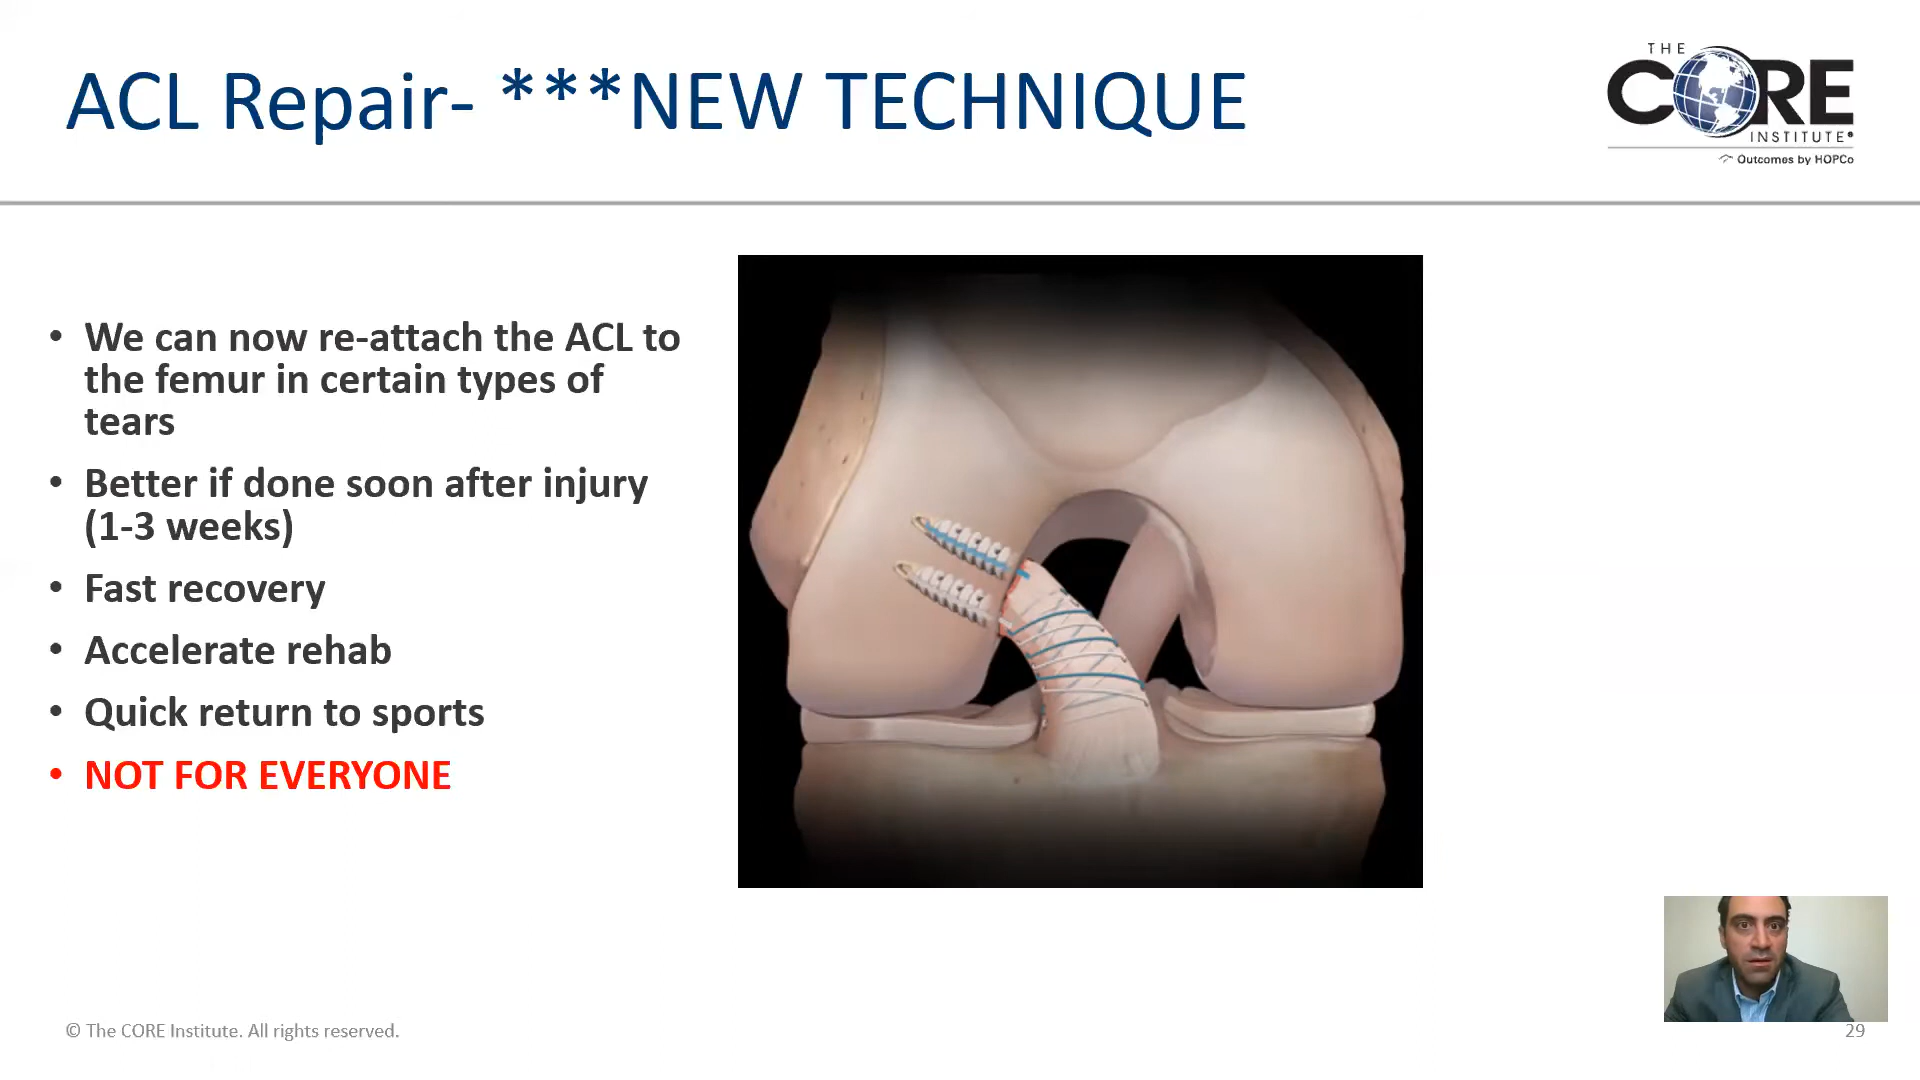 ACL Repair- ***NEW TECHNIQUE
THE
CORE
INSTITUTE®
Outcomes by HOPCo
• We can now re-attach the ACL to
the femur in certain types of
tears
• Better if done soon after injury
(1-3 weeks)
• Fast recovery
• Accelerate rehab
• Quick return to sports
• NOT FOR EVERYONE
© The CORE Institute. All rights reserved.
29